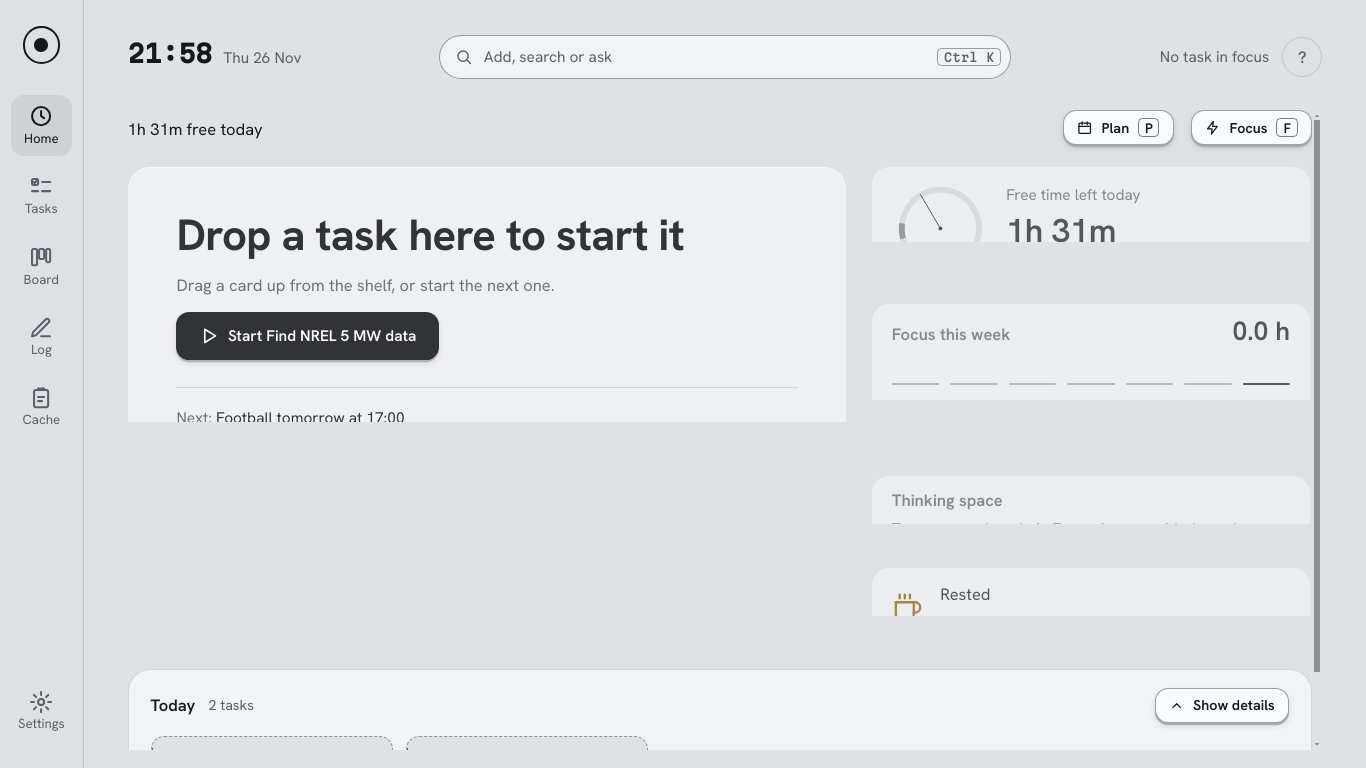 21:58 Thu 26 Nov
Add, search or ask
Ctrl K
No task in focus
?
Home
Tasks
Board
Log
Cache
Settings
1h 31m free today
Plan P
Focus F
Drop a task here to start it
Drag a card up from the shelf, or start the next one.
Start Find NREL 5 MW data
Next: Football tomorrow at 17:00
Free time left today
1h 31m
Focus this week
0.0 h
Thinking space
Rested
Today 2 tasks
Show details